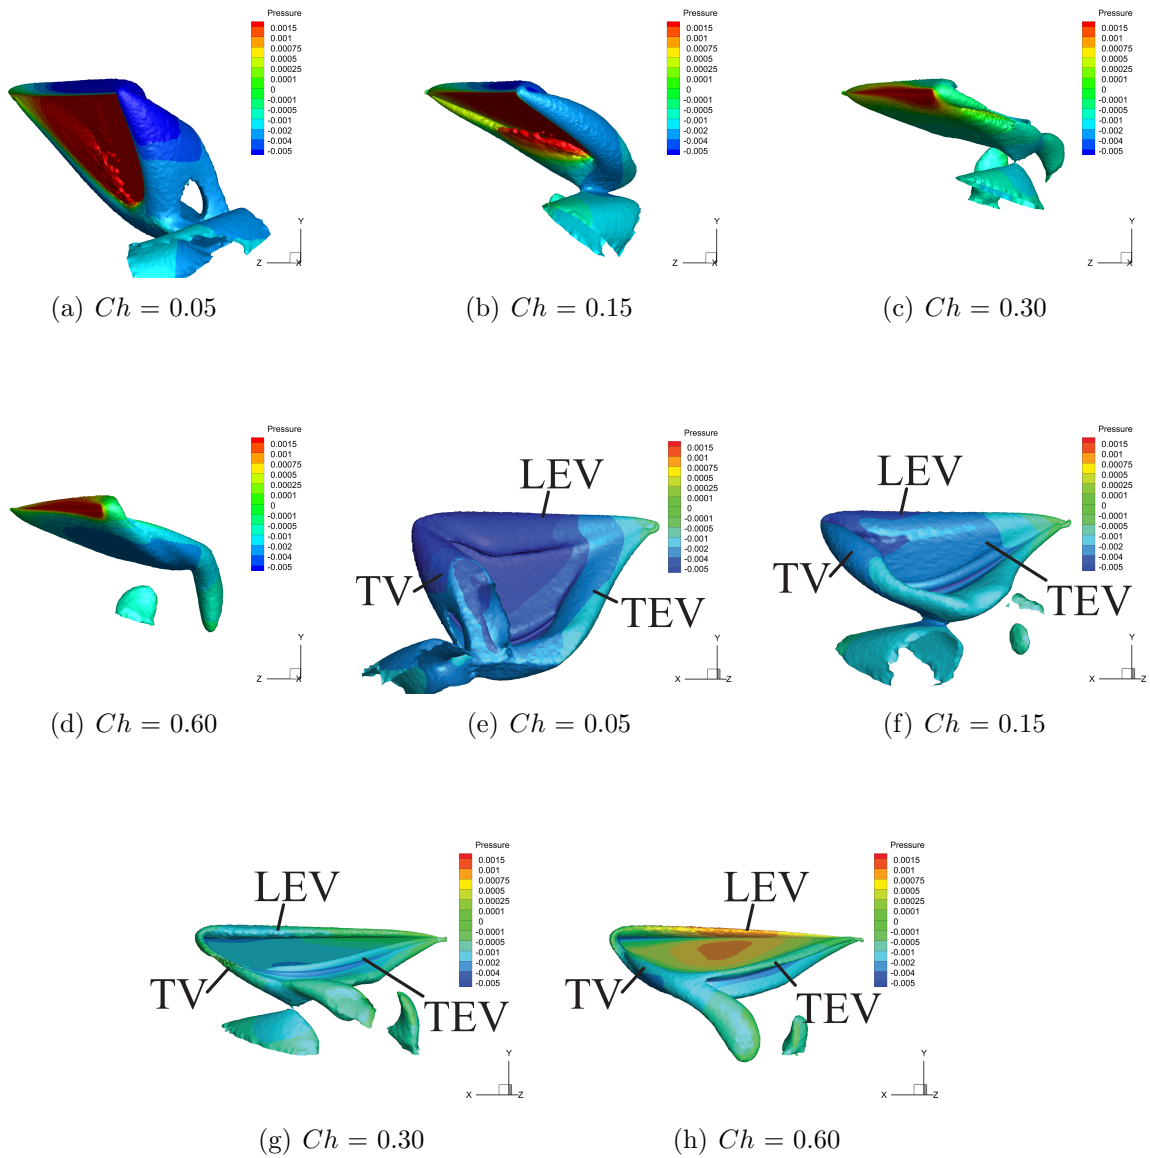 Pressure
0.0015
0.001
0.00075
0.0005
0.00025
0.0001
0
-0.0001
-0.0005
-0.001
-0.002
-0.004
-0.005
Y
Z
X
(a) Ch = 0.05
Pressure
0.0015
0.001
0.00075
0.0005
0.00025
0.0001
0
-0.0001
-0.0005
-0.001
-0.002
-0.004
-0.005
Y
Z
X
(b) Ch = 0.15
Pressure
0.0015
0.001
0.00075
0.0005
0.00025
0.0001
0
-0.0001
-0.0005
-0.001
-0.002
-0.004
-0.005
Y
Z
X
(c) Ch = 0.30
Pressure
0.0015
0.001
0.00075
0.0005
0.00025
0.0001
0
-0.0001
-0.0005
-0.001
-0.002
-0.004
-0.005
Y
Z
X
(d) Ch = 0.60
Pressure
0.0015
0.001
0.00075
0.0005
0.00025
0.0001
0
-0.0001
-0.0005
-0.001
-0.002
-0.004
-0.005
LEV
TV
TEV
Y
X
Z
(e) Ch = 0.05
Pressure
0.0015
0.001
0.00075
0.0005
0.00025
0.0001
0
-0.0001
-0.0005
-0.001
-0.002
-0.004
-0.005
LEV
TV
TEV
Y
X
Z
(f) Ch = 0.15
Pressure
0.0015
0.001
0.00075
0.0005
0.00025
0.0001
0
-0.0001
-0.0005
-0.001
-0.002
-0.004
-0.005
LEV
TV
TEV
Y
X
Z
(g) Ch = 0.30
Pressure
0.0015
0.001
0.00075
0.0005
0.00025
0.0001
0
-0.0001
-0.0005
-0.001
-0.002
-0.004
-0.005
LEV
TV
TEV
Y
X
Z
(h) Ch = 0.60